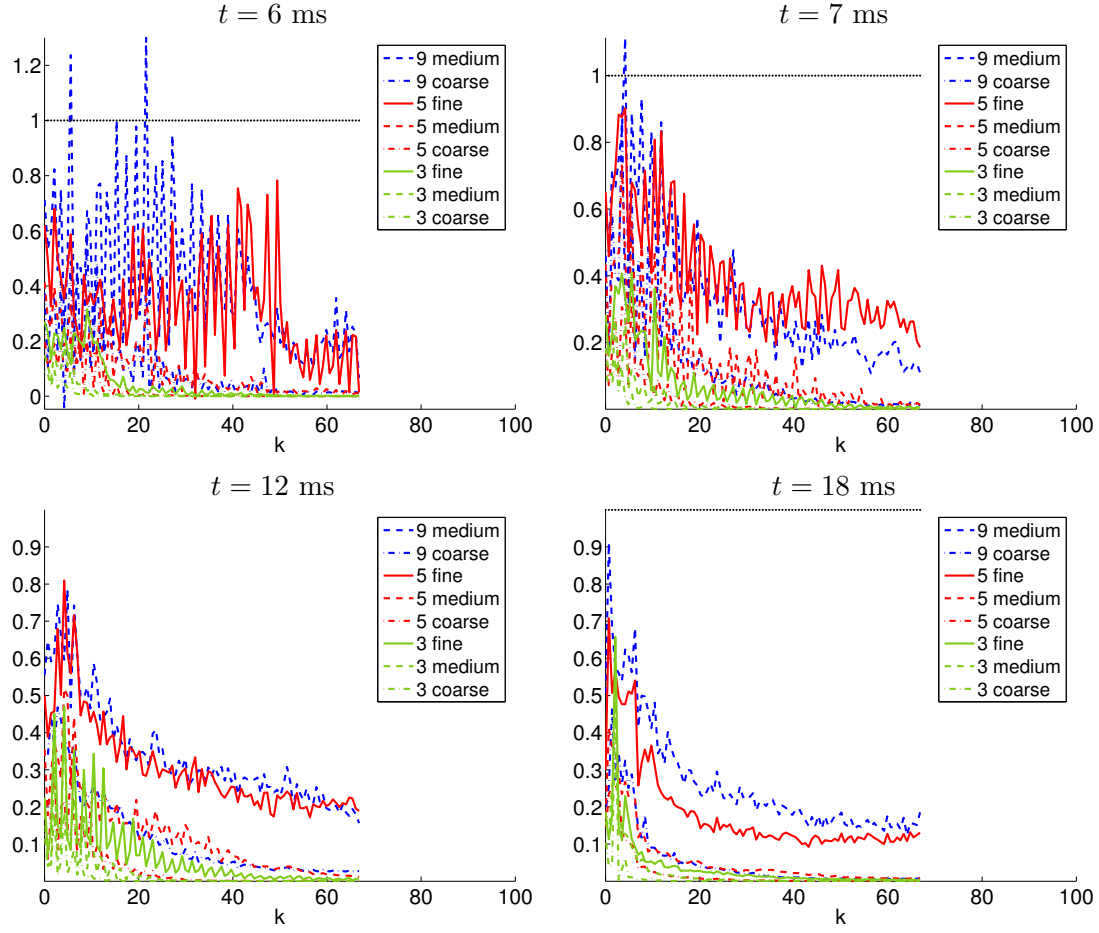 t = 6 ms
1.2
1
0.8
0.6
0.4
0.2
0
0 20 40 60 80 100
k
9 medium
9 coarse
5 fine
5 medium
5 coarse
3 fine
3 medium
3 coarse
t = 7 ms
1
0.8
0.6
0.4
0.2
0 20 40 60 80 100
k
9 medium
9 coarse
5 fine
5 medium
5 coarse
3 fine
3 medium
3 coarse
t = 12 ms
0.9
0.8
0.7
0.6
0.5
0.4
0.3
0.2
0.1
0 20 40 60 80 100
k
9 medium
9 coarse
5 fine
5 medium
5 coarse
3 fine
3 medium
3 coarse
t = 18 ms
0.9
0.8
0.7
0.6
0.5
0.4
0.3
0.2
0.1
0 20 40 60 80 100
k
9 medium
9 coarse
5 fine
5 medium
5 coarse
3 fine
3 medium
3 coarse